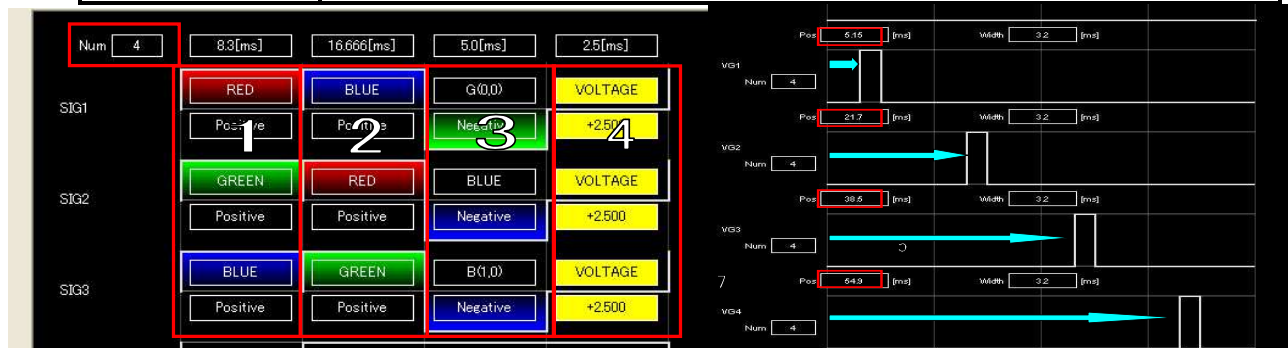 Num 4 8.3[ms] 16.666[ms] 5.0[ms] 2.5[ms]
SIG1
RED BLUE G(0,0) VOLTAGE
Positive Positive Negative +2.500
1 2 3 4
SIG2
GREEN RED BLUE VOLTAGE
Positive Positive Negative +2.500
SIG3
BLUE GREEN B(1,0) VOLTAGE
Positive Positive Negative +2.500
Pos 5.15 [ms] Width 3.2 [ms]
VG1
Num 4
Pos 21.7 [ms] Width 3.2 [ms]
VG2
Num 4
Pos 38.5 [ms] Width 3.2 [ms]
VG3
Num 4
7
Pos 54.9 [ms] Width 3.2 [ms]
VG4
Num 4